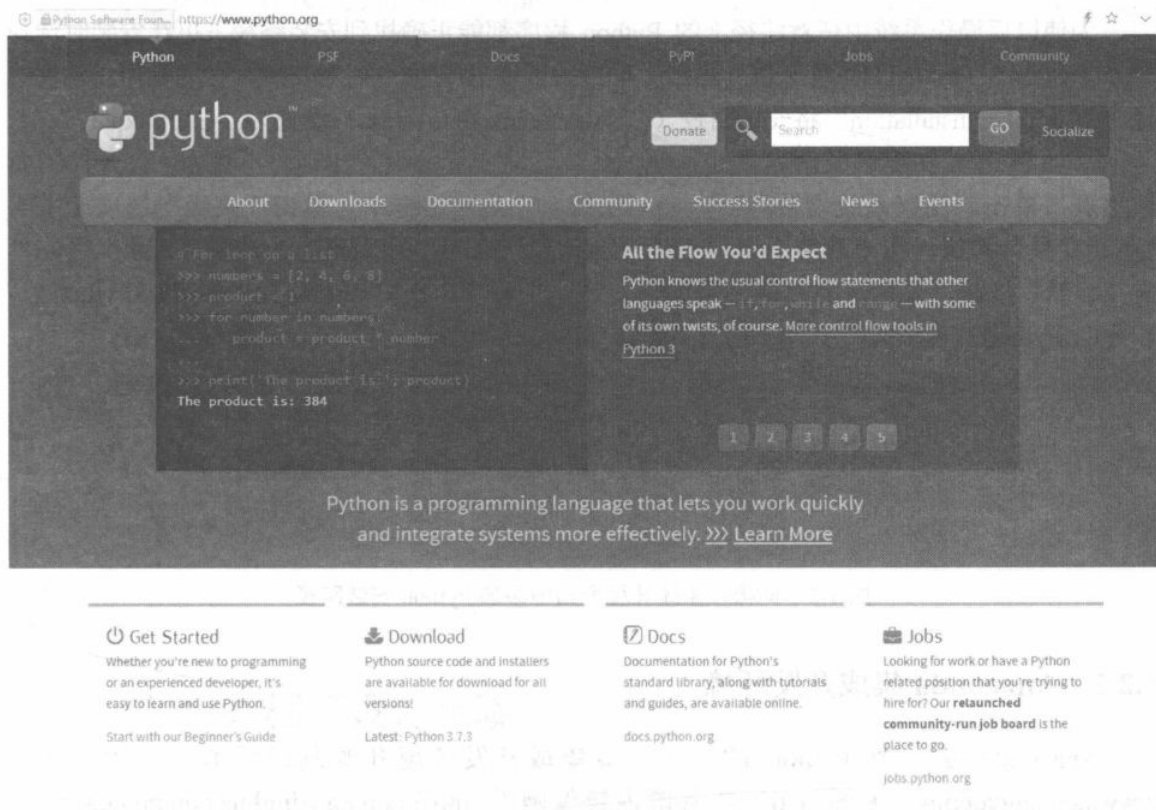 Python Software Foun... https://www.python.org
Python PSF Docs PyPI Jobs Community
python™
Donate Search GO Socialize
About Downloads Documentation Community Success Stories News Events
# For loop on a list
>>> numbers = [2, 4, 6, 8]
>>> product = 1
>>> for number in numbers:
... product = product * number
...
>>> print('The product is:', product)
The product is: 384
All the Flow You'd Expect
Python knows the usual control flow statements that other
languages speak — if, for, while and range — with some
of its own twists, of course. More control flow tools in
Python 3
1 2 3 4 5
Python is a programming language that lets you work quickly
and integrate systems more effectively. >>> Learn More
Get Started
Whether you're new to programming
or an experienced developer, it's
easy to learn and use Python.
Start with our Beginner's Guide
Download
Python source code and installers
are available for download for all
versions!
Latest: Python 3.7.3
Docs
Documentation for Python's
standard library, along with tutorials
and guides, are available online.
docs.python.org
Jobs
Looking for work or have a Python
related position that you're trying to
hire for? Our relaunched
community-run job board is the
place to go.
jobs.python.org